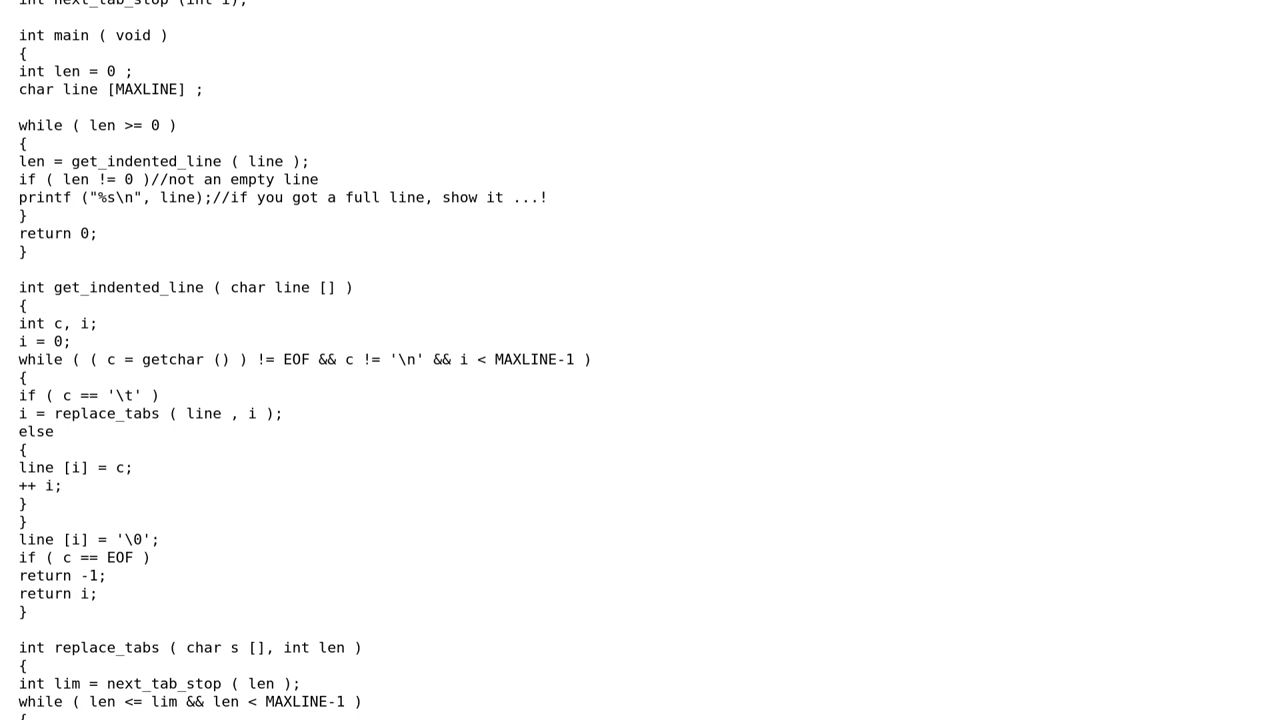 int next_tab_stop (int i);
int main ( void )
{
int len = 0 ;
char line [MAXLINE] ;
while ( len >= 0 )
{
len = get_indented_line ( line );
if ( len != 0 )//not an empty line
printf ("%s\n", line);//if you got a full line, show it ...!
}
return 0;
}
int get_indented_line ( char line [] )
{
int c, i;
i = 0;
while ( ( c = getchar () ) != EOF && c != '\n' && i < MAXLINE-1 )
{
if ( c == '\t' )
i = replace_tabs ( line , i );
else
{
line [i] = c;
++ i;
}
}
line [i] = '\0';
if ( c == EOF )
return -1;
return i;
}
int replace_tabs ( char s [], int len )
{
int lim = next_tab_stop ( len );
while ( len <= lim && len < MAXLINE-1 )
{